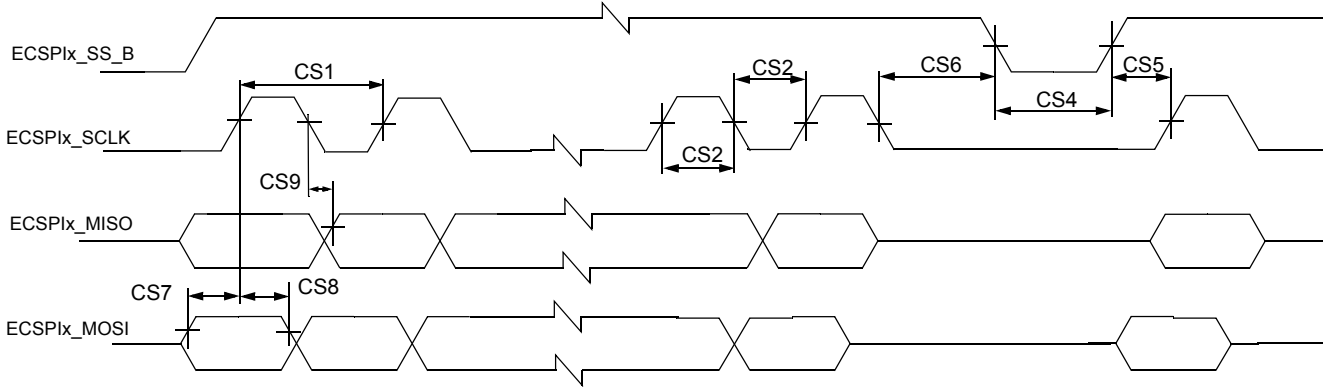 ECSPIx_SS_B
CS1
CS2
CS6
CS5
CS4
ECSPIx_SCLK
CS2
CS9
ECSPIx_MISO
CS7
CS8
ECSPIx_MOSI